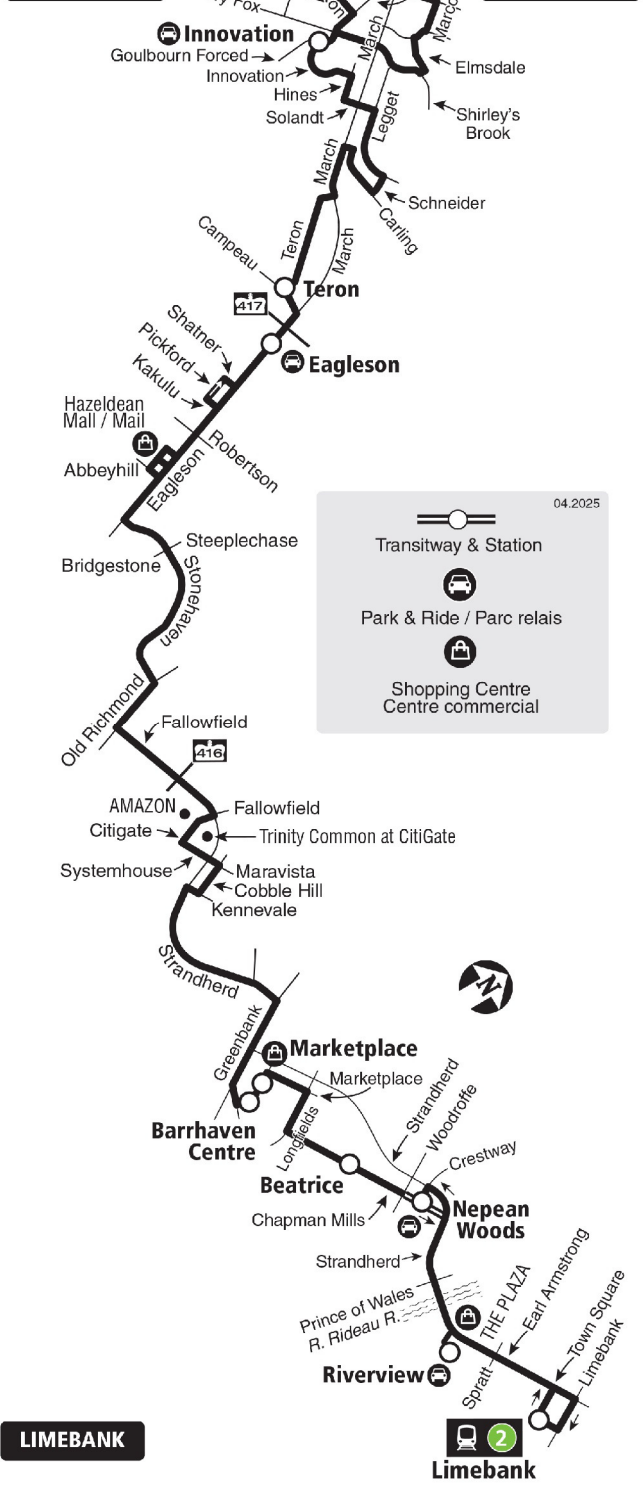 Innovation
Goulbourn Forced
Innovation
Hines
Solandt
March
Legget
Elmsdale
Shirley's
Brook
March
Schneider
Carling
Teron
March
Campeau
Teron
417
Eagleson
Shatner
Pickford
Kakulu
Hazeldean
Mall / Mail
Abbeyhill
Eagleson
Robertson
04.2025
Transitway & Station
Park & Ride / Parc relais
Shopping Centre
Centre commercial
Steeplechase
Bridgestone
Stonehaven
Old Richmond
Fallowfield
416
AMAZON
Fallowfield
Citigate
Trinity Common at CitiGate
Systemhouse
Maravista
Cobble Hill
Kennevale
Strandherd
N
Greenbank
Marketplace
Marketplace
Barrhaven
Centre
Longfields
Strandherd
Woodroffe
Crestway
Beatrice
Chapman Mills
Nepean
Woods
Strandherd
Prince of Wales
R. Rideau R.
THE PLAZA
Earl Armstrong
Town Square
Limebank
Riverview
Spratt
2
Limebank
LIMEBANK